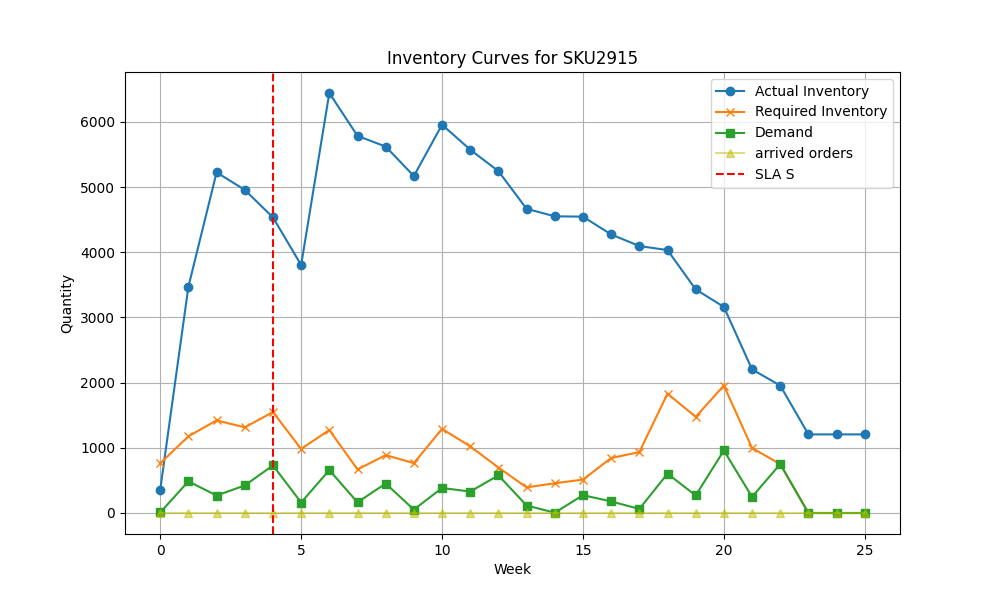 Inventory Curves for SKU2915
Actual Inventory
Required Inventory
Demand
arrived orders
SLA S
Quantity
6000
5000
4000
3000
2000
1000
0
0 5 10 15 20 25
Week